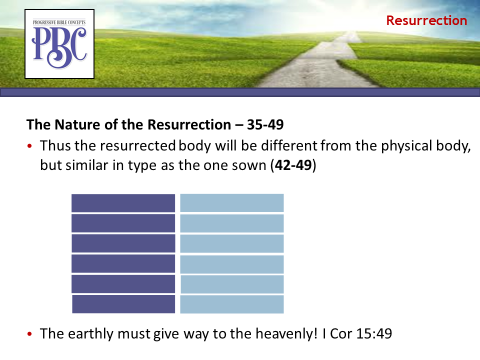 Resurrection
PROGRESSIVE BIBLE CONCEPTS
PBC
The Nature of the Resurrection – 35-49
• Thus the resurrected body will be different from the physical body,
but similar in type as the one sown (42-49)
• The earthly must give way to the heavenly! I Cor 15:49